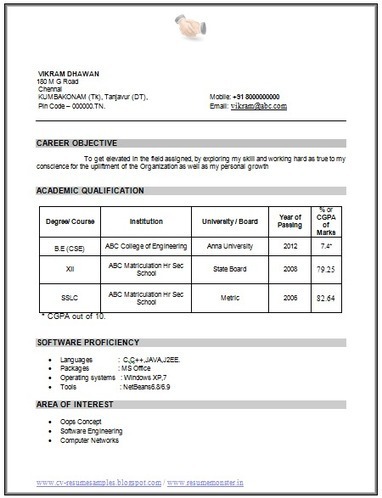 VIKRAM DHAWAN
180 M G Road
Chennai
KUMBAKONAM (Tk), Tanjavur (DT),
Pin Code – 000000.TN.
Mobile: +91 8000000000
Email: vikram@abc.com
CAREER OBJECTIVE
To get elevated in the field assigned, by exploring my skill and working hard as true to my
conscience for the upliftment of the Organization as well as my personal growth
ACADEMIC QUALIFICATION
Degree/ Course Institution University / Board Year of Passing % or CGPA of Marks
B.E (CSE) ABC College of Engineering Anna University 2012 7.4*
XII ABC Matriculation Hr Sec School State Board 2008 79.25
SSLC ABC Matriculation Hr Sec School Metric 2006 82.64
* CGPA out of 10.
SOFTWARE PROFICIENCY
• Languages : C,C++,JAVA,J2EE.
• Packages : MS Office
• Operating systems : Windows XP,7
• Tools : NetBeans6.8/6.9
AREA OF INTEREST
• Oops Concept
• Software Engineering
• Computer Networks
www.cv-resumesamples.blogspot.com / www.resumemonster.in